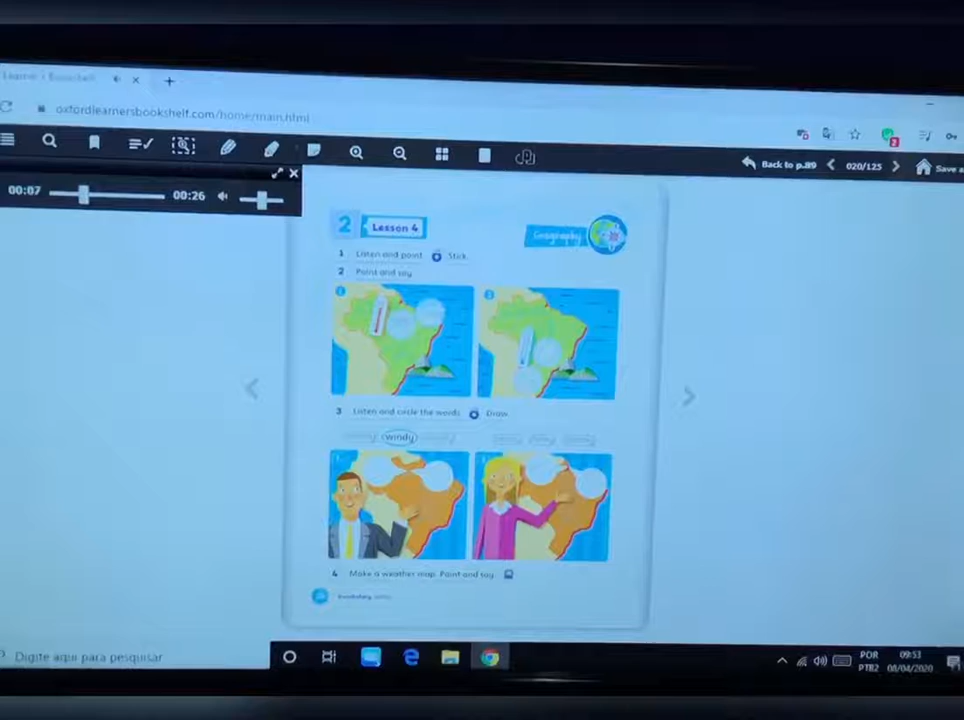 oxfordlearnersbookshelf.com/home/main.html
Back to p.89
020/125
Save a
00:07
00:26
2 Lesson 4
Geography
1 Listen and point Stick
2 Point and say
3 Listen and circle the words Draw
windy
4 Make a weather map. Point and say
Digite aqui para pesquisar
POR
PTB2
09:53
08/04/2020